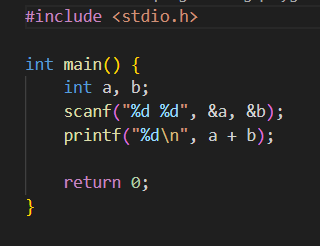 #include <stdio.h>
int main() {
    int a, b;
    scanf("%d %d", &a, &b);
    printf("%d\n", a + b);
    return 0;
}